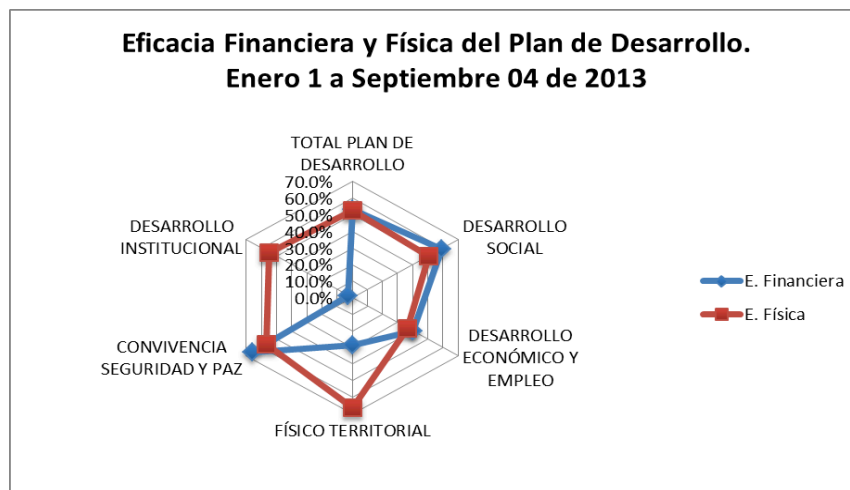 Eficacia Financiera y Física del Plan de Desarrollo.
Enero 1 a Septiembre 04 de 2013
TOTAL PLAN DE
DESARROLLO
70.0%
60.0%
50.0%
40.0%
30.0%
20.0%
10.0%
0.0%
DESARROLLO
SOCIAL
DESARROLLO
ECONÓMICO Y
EMPLEO
FÍSICO TERRITORIAL
CONVIVENCIA
SEGURIDAD Y PAZ
DESARROLLO
INSTITUCIONAL
E. Financiera
E. Física